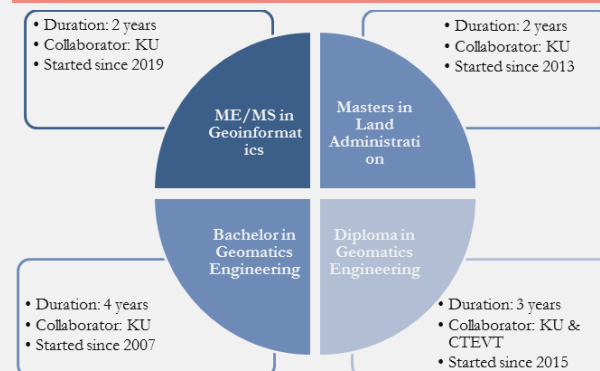 • Duration: 2 years
• Collaborator: KU
• Started since 2019
• Duration: 2 years
• Collaborator: KU
• Started since 2013
ME/MS in
Geoinformat
ics
Masters in
Land
Administrati
on
Bachelor in
Geomatics
Engineering
Diploma in
Geomatics
Engineering
• Duration: 4 years
• Collaborator: KU
• Started since 2007
• Duration: 3 years
• Collaborator: KU &
CTEVT
• Started since 2015